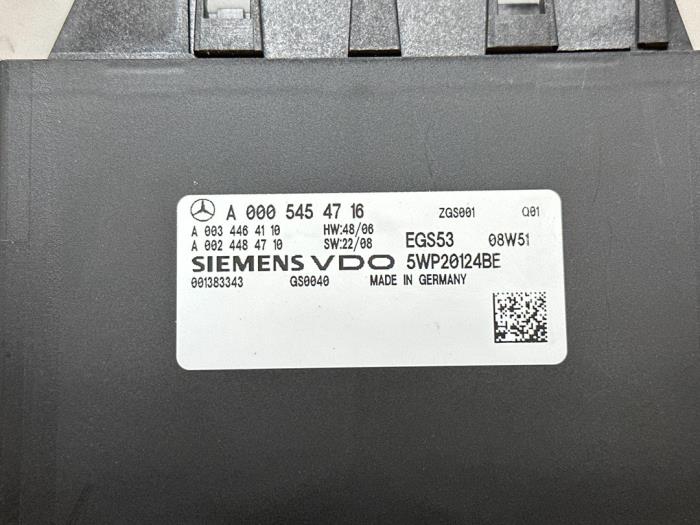 A 000 545 47 16 ZGS001 Q01
A 003 446 41 10 HW:48/06
A 002 448 47 10 SW:22/08 EGS53 08W51
SIEMENS VDO 5WP20124BE
001383343 GS0040 MADE IN GERMANY